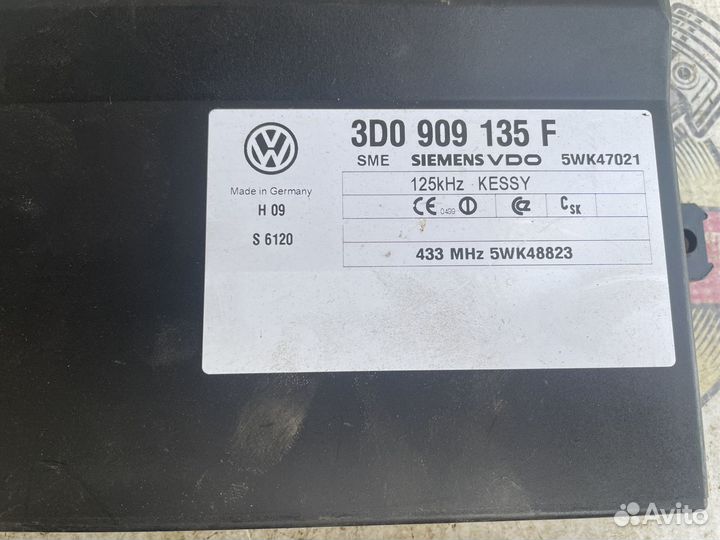 3D0 909 135 F
SME SIEMENS VDO 5WK47021
Made in Germany
H 09
S 6120
125kHz KESSY
CE 0499
CSK
433 MHz 5WK48823
Avito